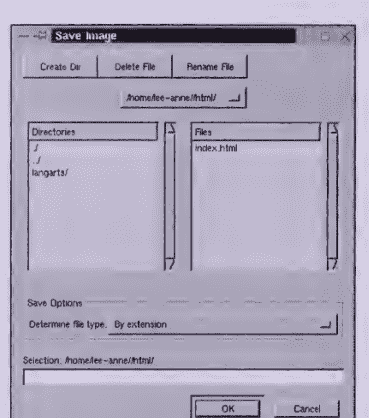 Save Image
Create Dir Delete File Rename File
/home/lee-anne//html/
Directories Files
./ index.html
../
langarts/
Save Options
Determine file type: By extension
Selection: /home/lee-anne//html/
OK Cancel